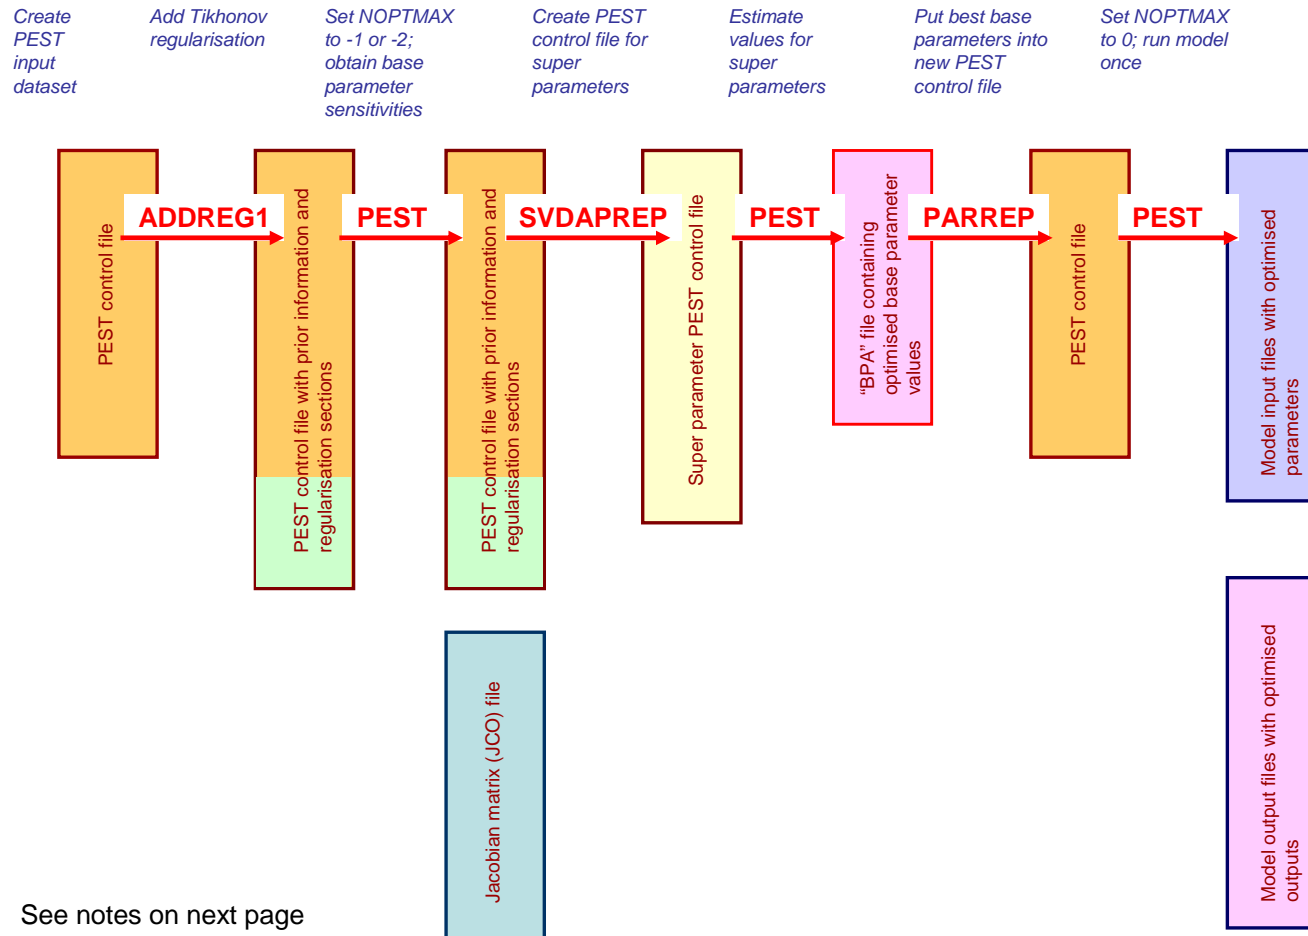 Create
PEST
input
dataset
Add Tikhonov
regularisation
Set NOPTMAX
to -1 or -2;
obtain base
parameter
sensitivities
Create PEST
control file for
super
parameters
Estimate
values for
super
parameters
Put best base
parameters into
new PEST
control file
Set NOPTMAX
to 0; run model
once
PEST control file
ADDREG1
PEST control file with prior information and
regularisation sections
PEST
PEST control file with prior information and
regularisation sections
Jacobian matrix (JCO) file
SVDAPREP
Super parameter PEST control file
PEST
“BPA” file containing
optimised base parameter
values
PARREP
PEST control file
PEST
Model input files with optimised
parameters
Model output files with optimised
outputs
See notes on next page